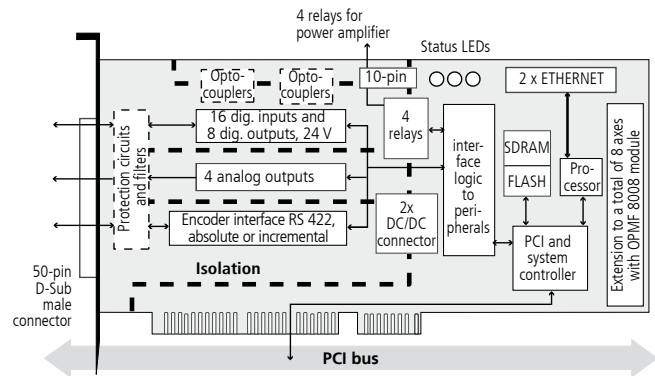 4 relays for
power amplifier
Status LEDs
Opto-
couplers
Opto-
couplers
10-pin
2 x ETHERNET
16 dig. inputs and
8 dig. outputs, 24 V
4
relays
Protection circuits
and filters
4 analog outputs
inter-
face
logic
to
peri-
pherals
SDRAM
FLASH
Pro-
cessor
Extension to a total of 8 axes
with OPMF 8008 module
Encoder interface RS 422,
absolute or incremental
2x
DC/DC
connector
PCI and
system
controller
Isolation
50-pin
D-Sub
male
connector
PCI bus